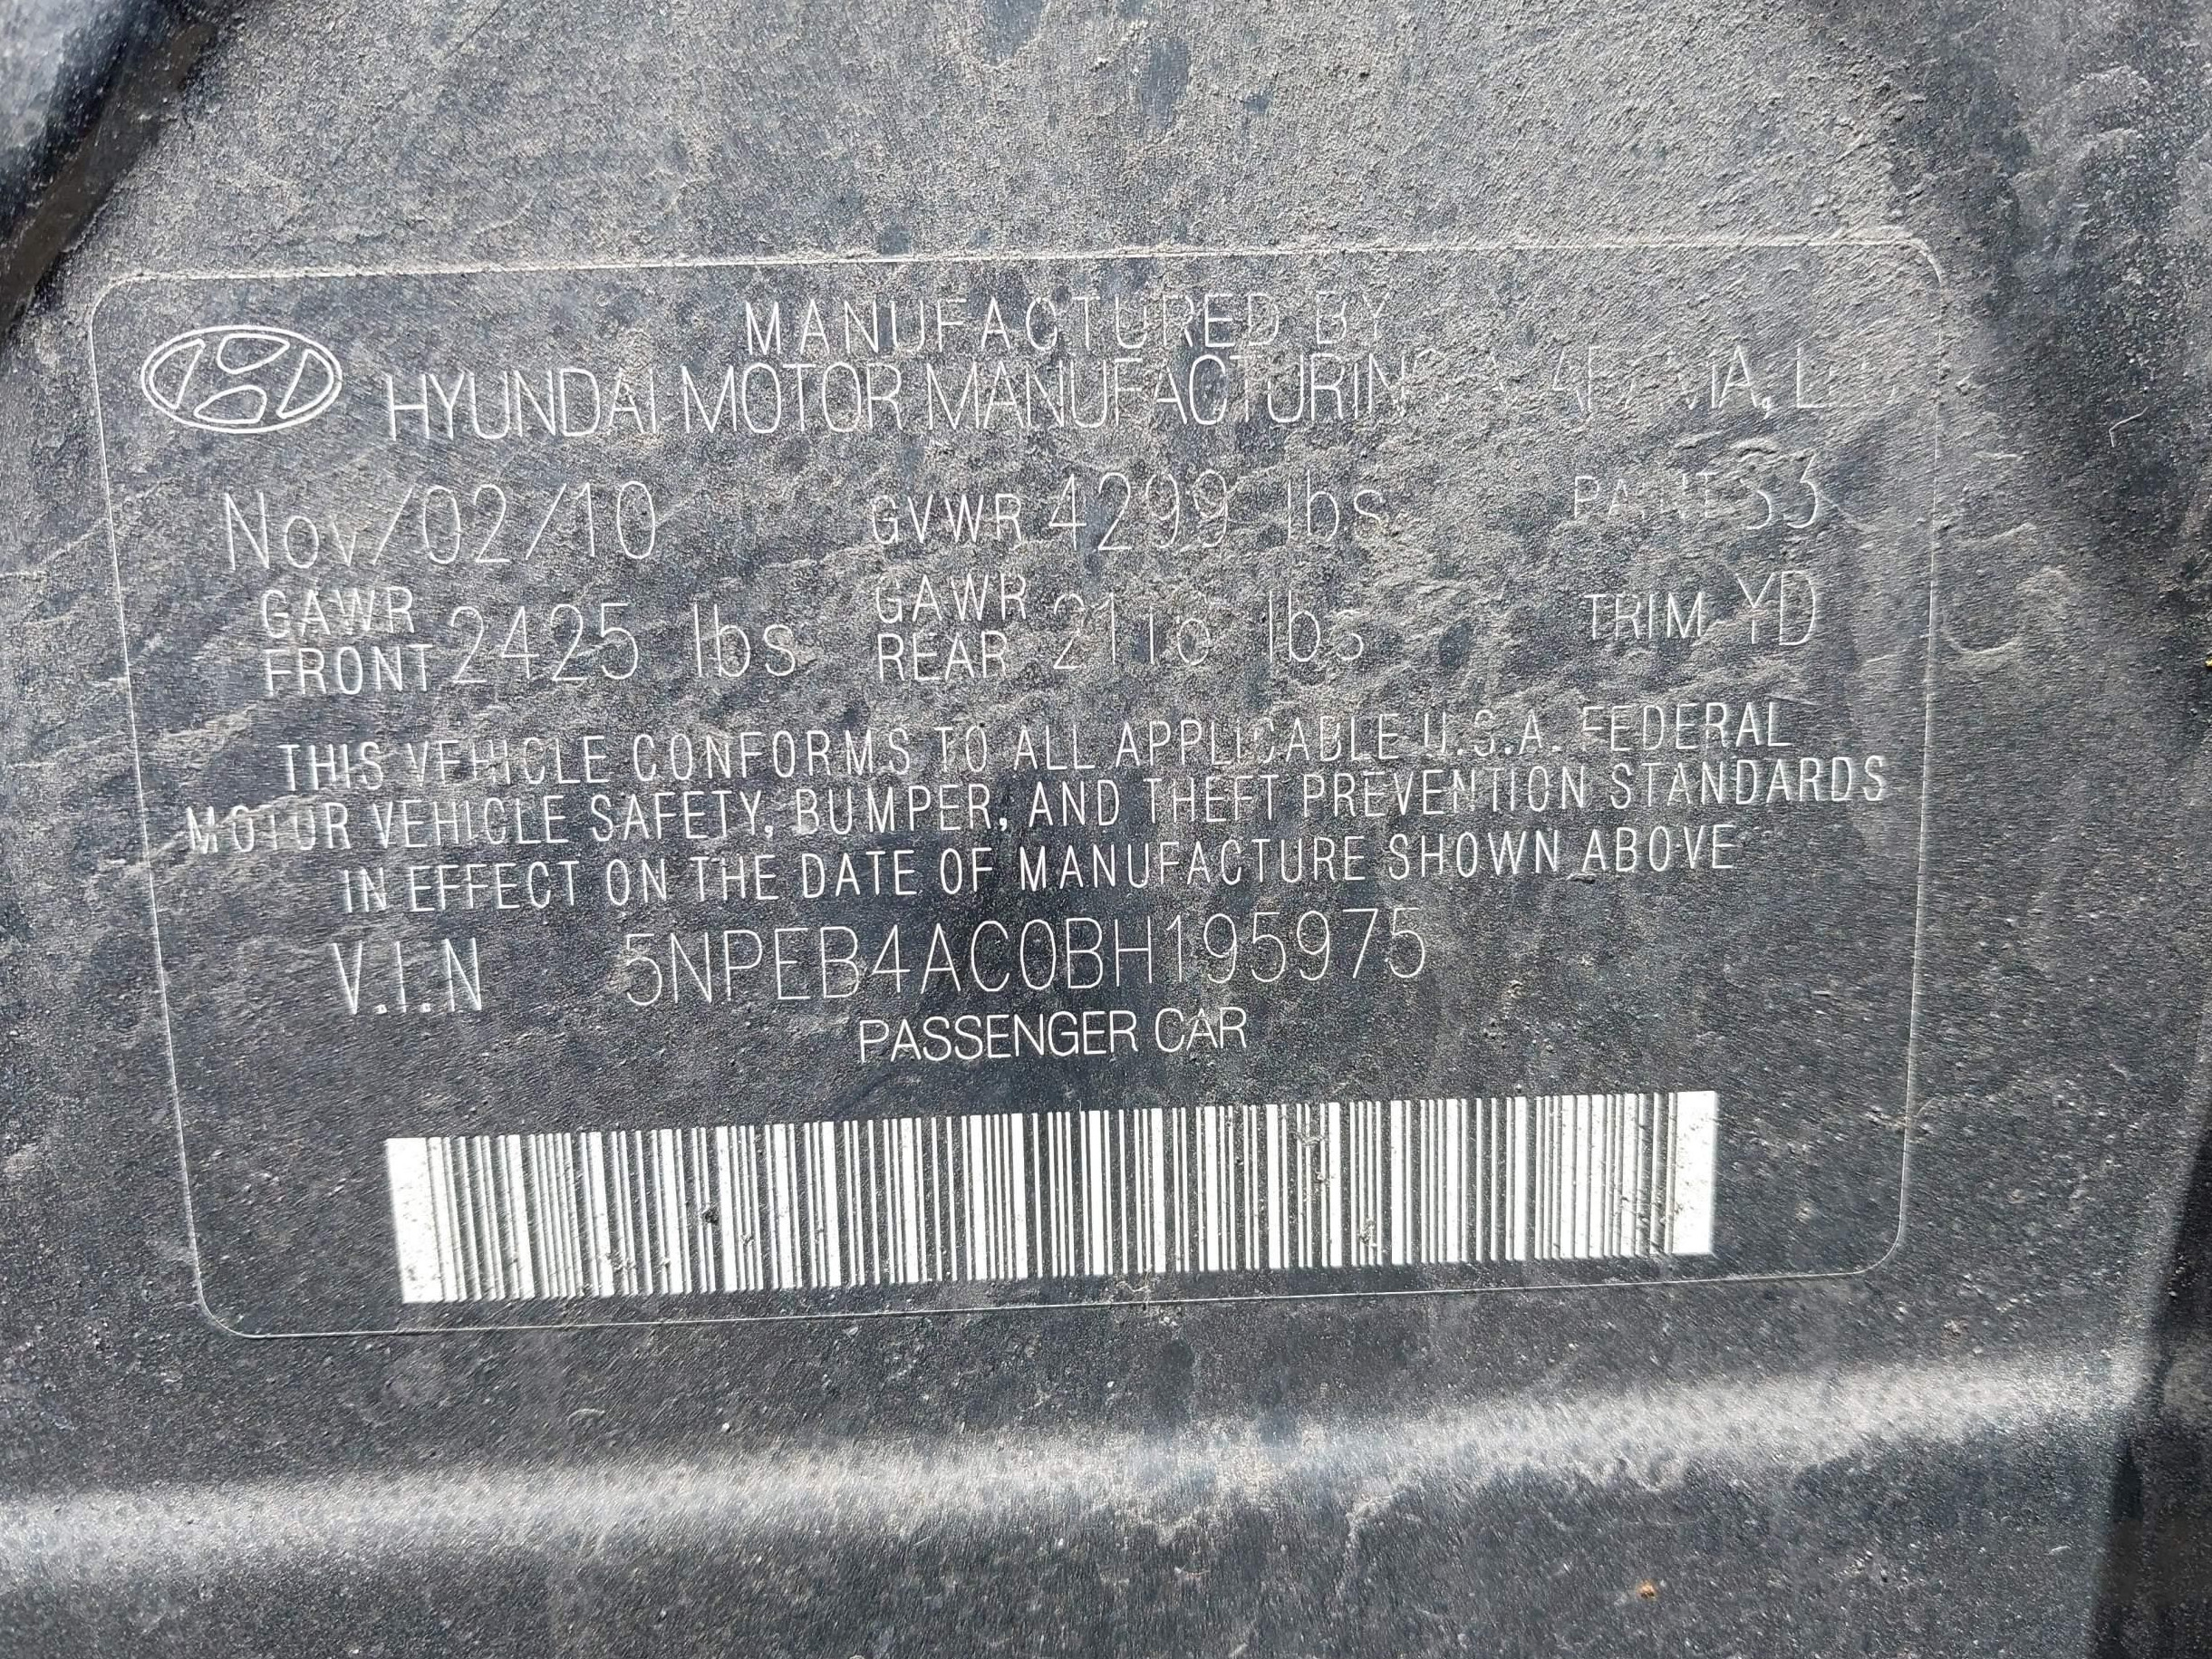 MANUFACTURED BY
HYUNDAI MOTOR MANUFACTURING
Nov/02/10 GVWR 4299 lbs PAINT
GAWR FRONT 2425 lbs GAWR REAR lbs TRIM YD
THIS VEHICLE CONFORMS TO ALL APPLICABLE U.S.A. FEDERAL
MOTOR VEHICLE SAFETY, BUMPER, AND THEFT PREVENTION STANDARDS
IN EFFECT ON THE DATE OF MANUFACTURE SHOWN ABOVE
V.I.N 5NPEB4AC0BH195975
PASSENGER CAR